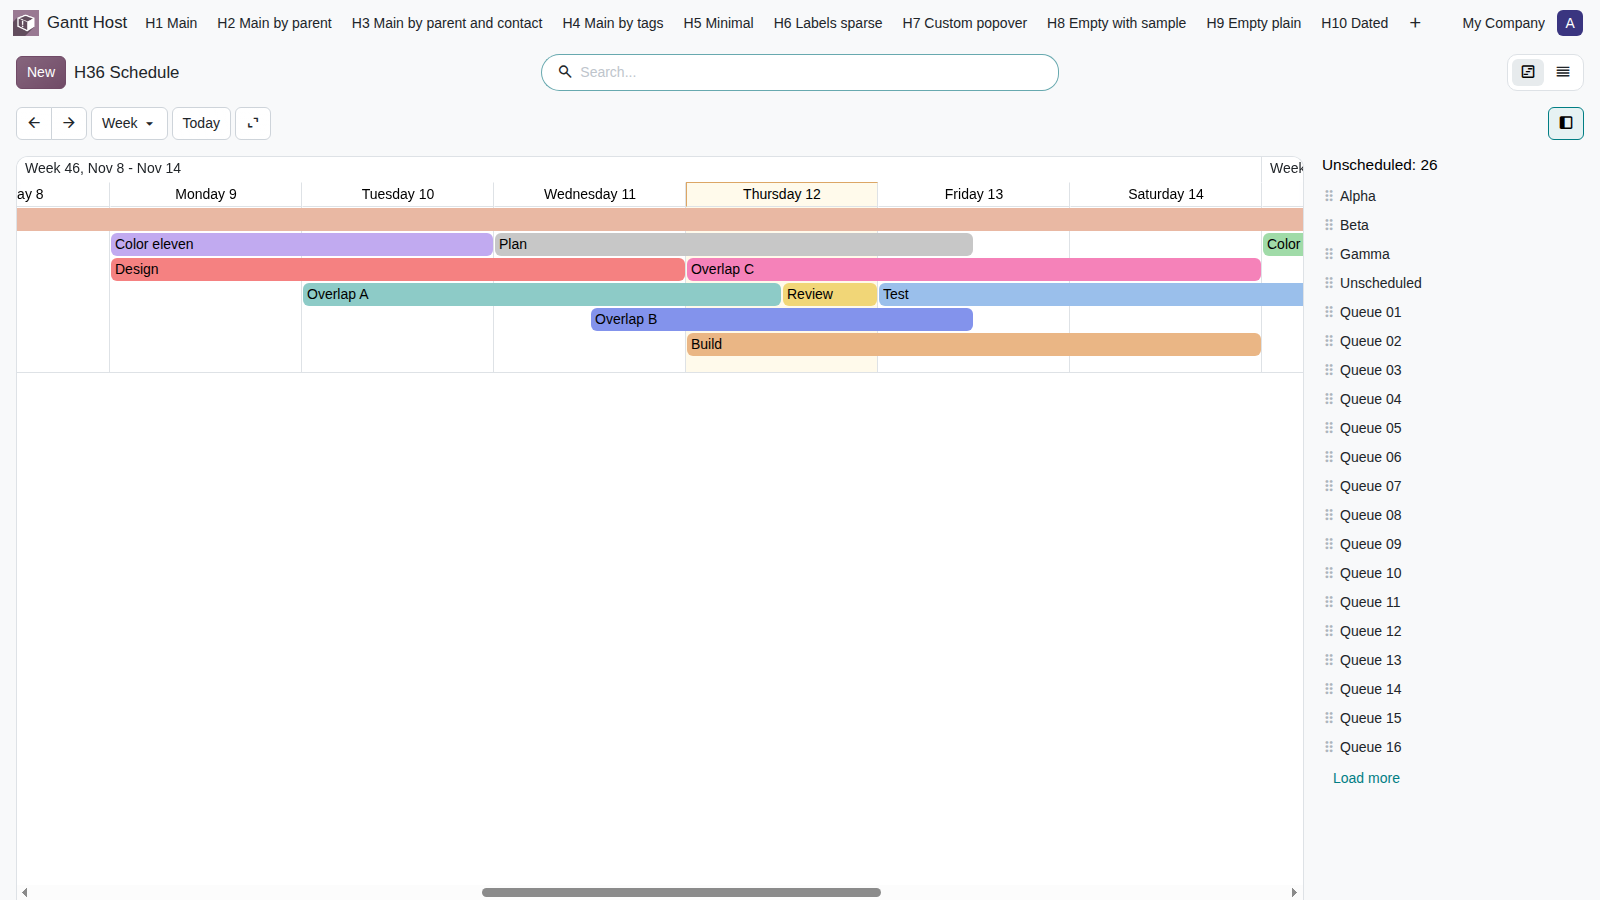 Gantt Host H1 Main H2 Main by parent H3 Main by parent and contact H4 Main by tags H5 Minimal H6 Labels sparse H7 Custom popover H8 Empty with sample H9 Empty plain H10 Dated + My Company A
New H36 Schedule Search...
Week Today
Week 46, Nov 8 - Nov 14 Week
ay 8 Monday 9 Tuesday 10 Wednesday 11 Thursday 12 Friday 13 Saturday 14
Color eleven Plan Color
Design Overlap C
Overlap A Review Test
Overlap B
Build
Unscheduled: 26
Alpha
Beta
Gamma
Unscheduled
Queue 01
Queue 02
Queue 03
Queue 04
Queue 05
Queue 06
Queue 07
Queue 08
Queue 09
Queue 10
Queue 11
Queue 12
Queue 13
Queue 14
Queue 15
Queue 16
Load more